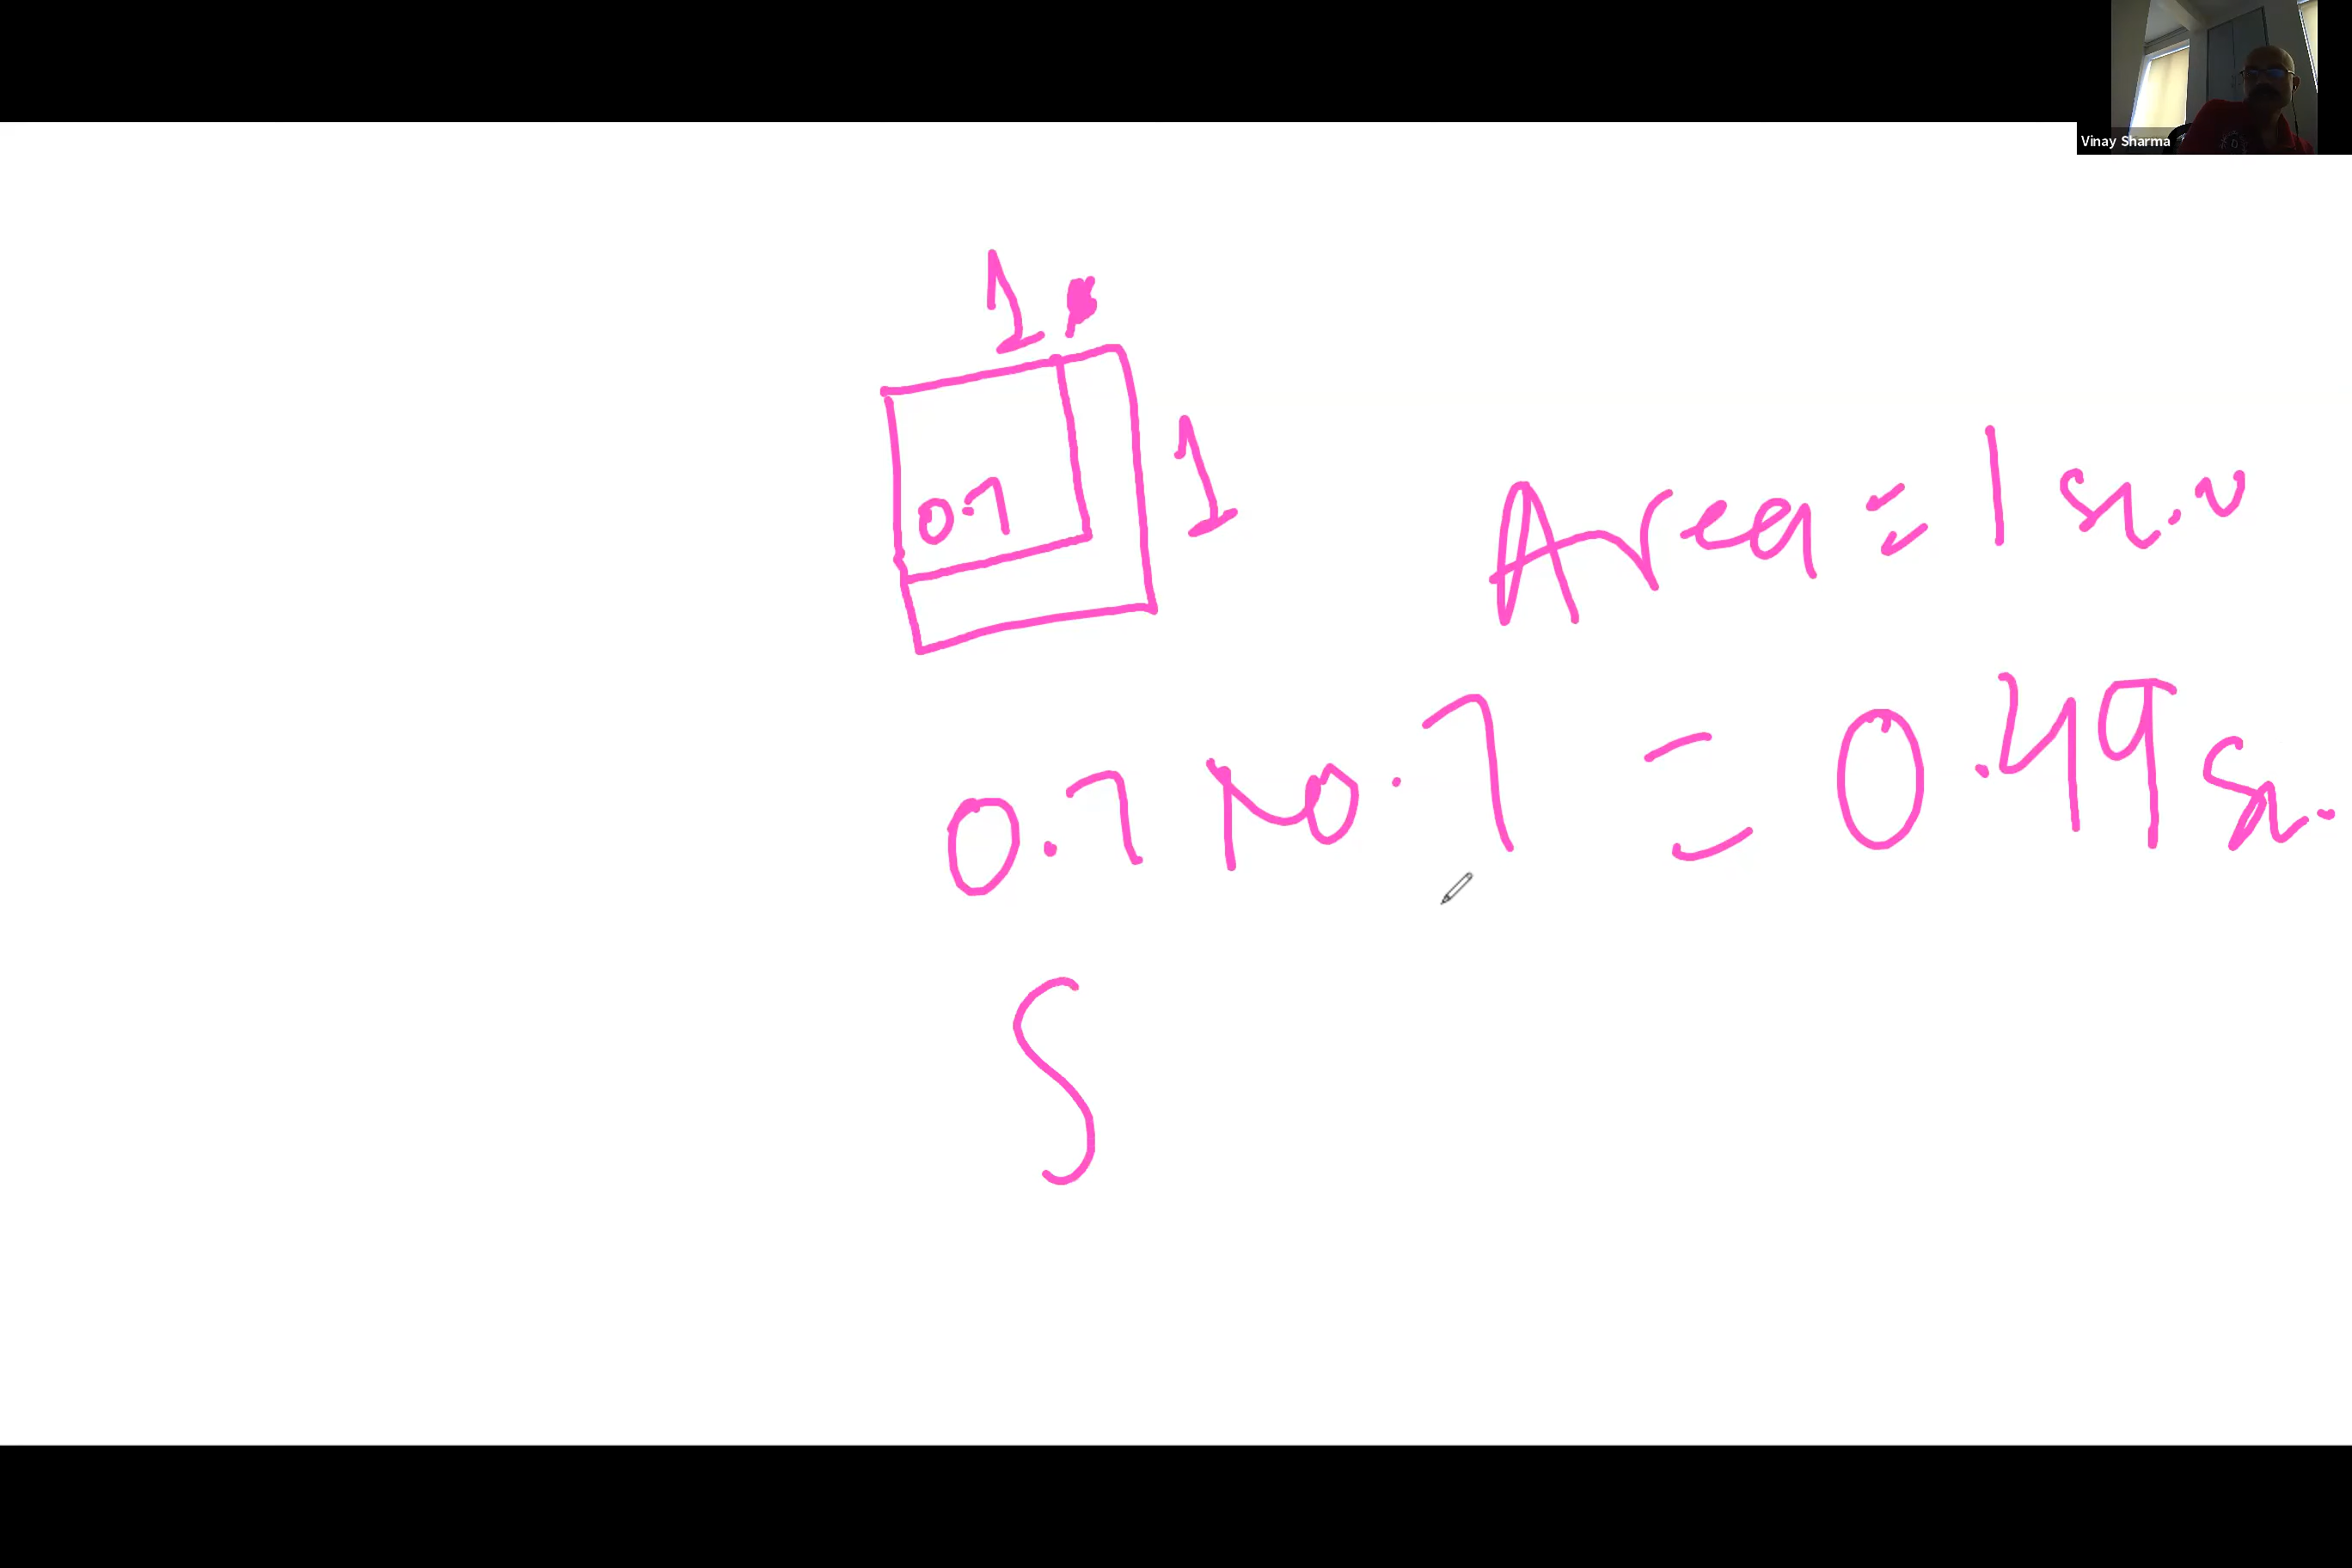 Vinay Sharma
1
1
0.7
Area = 1 sq.u
0.7 x 0.7 = 0.49 sq.
S